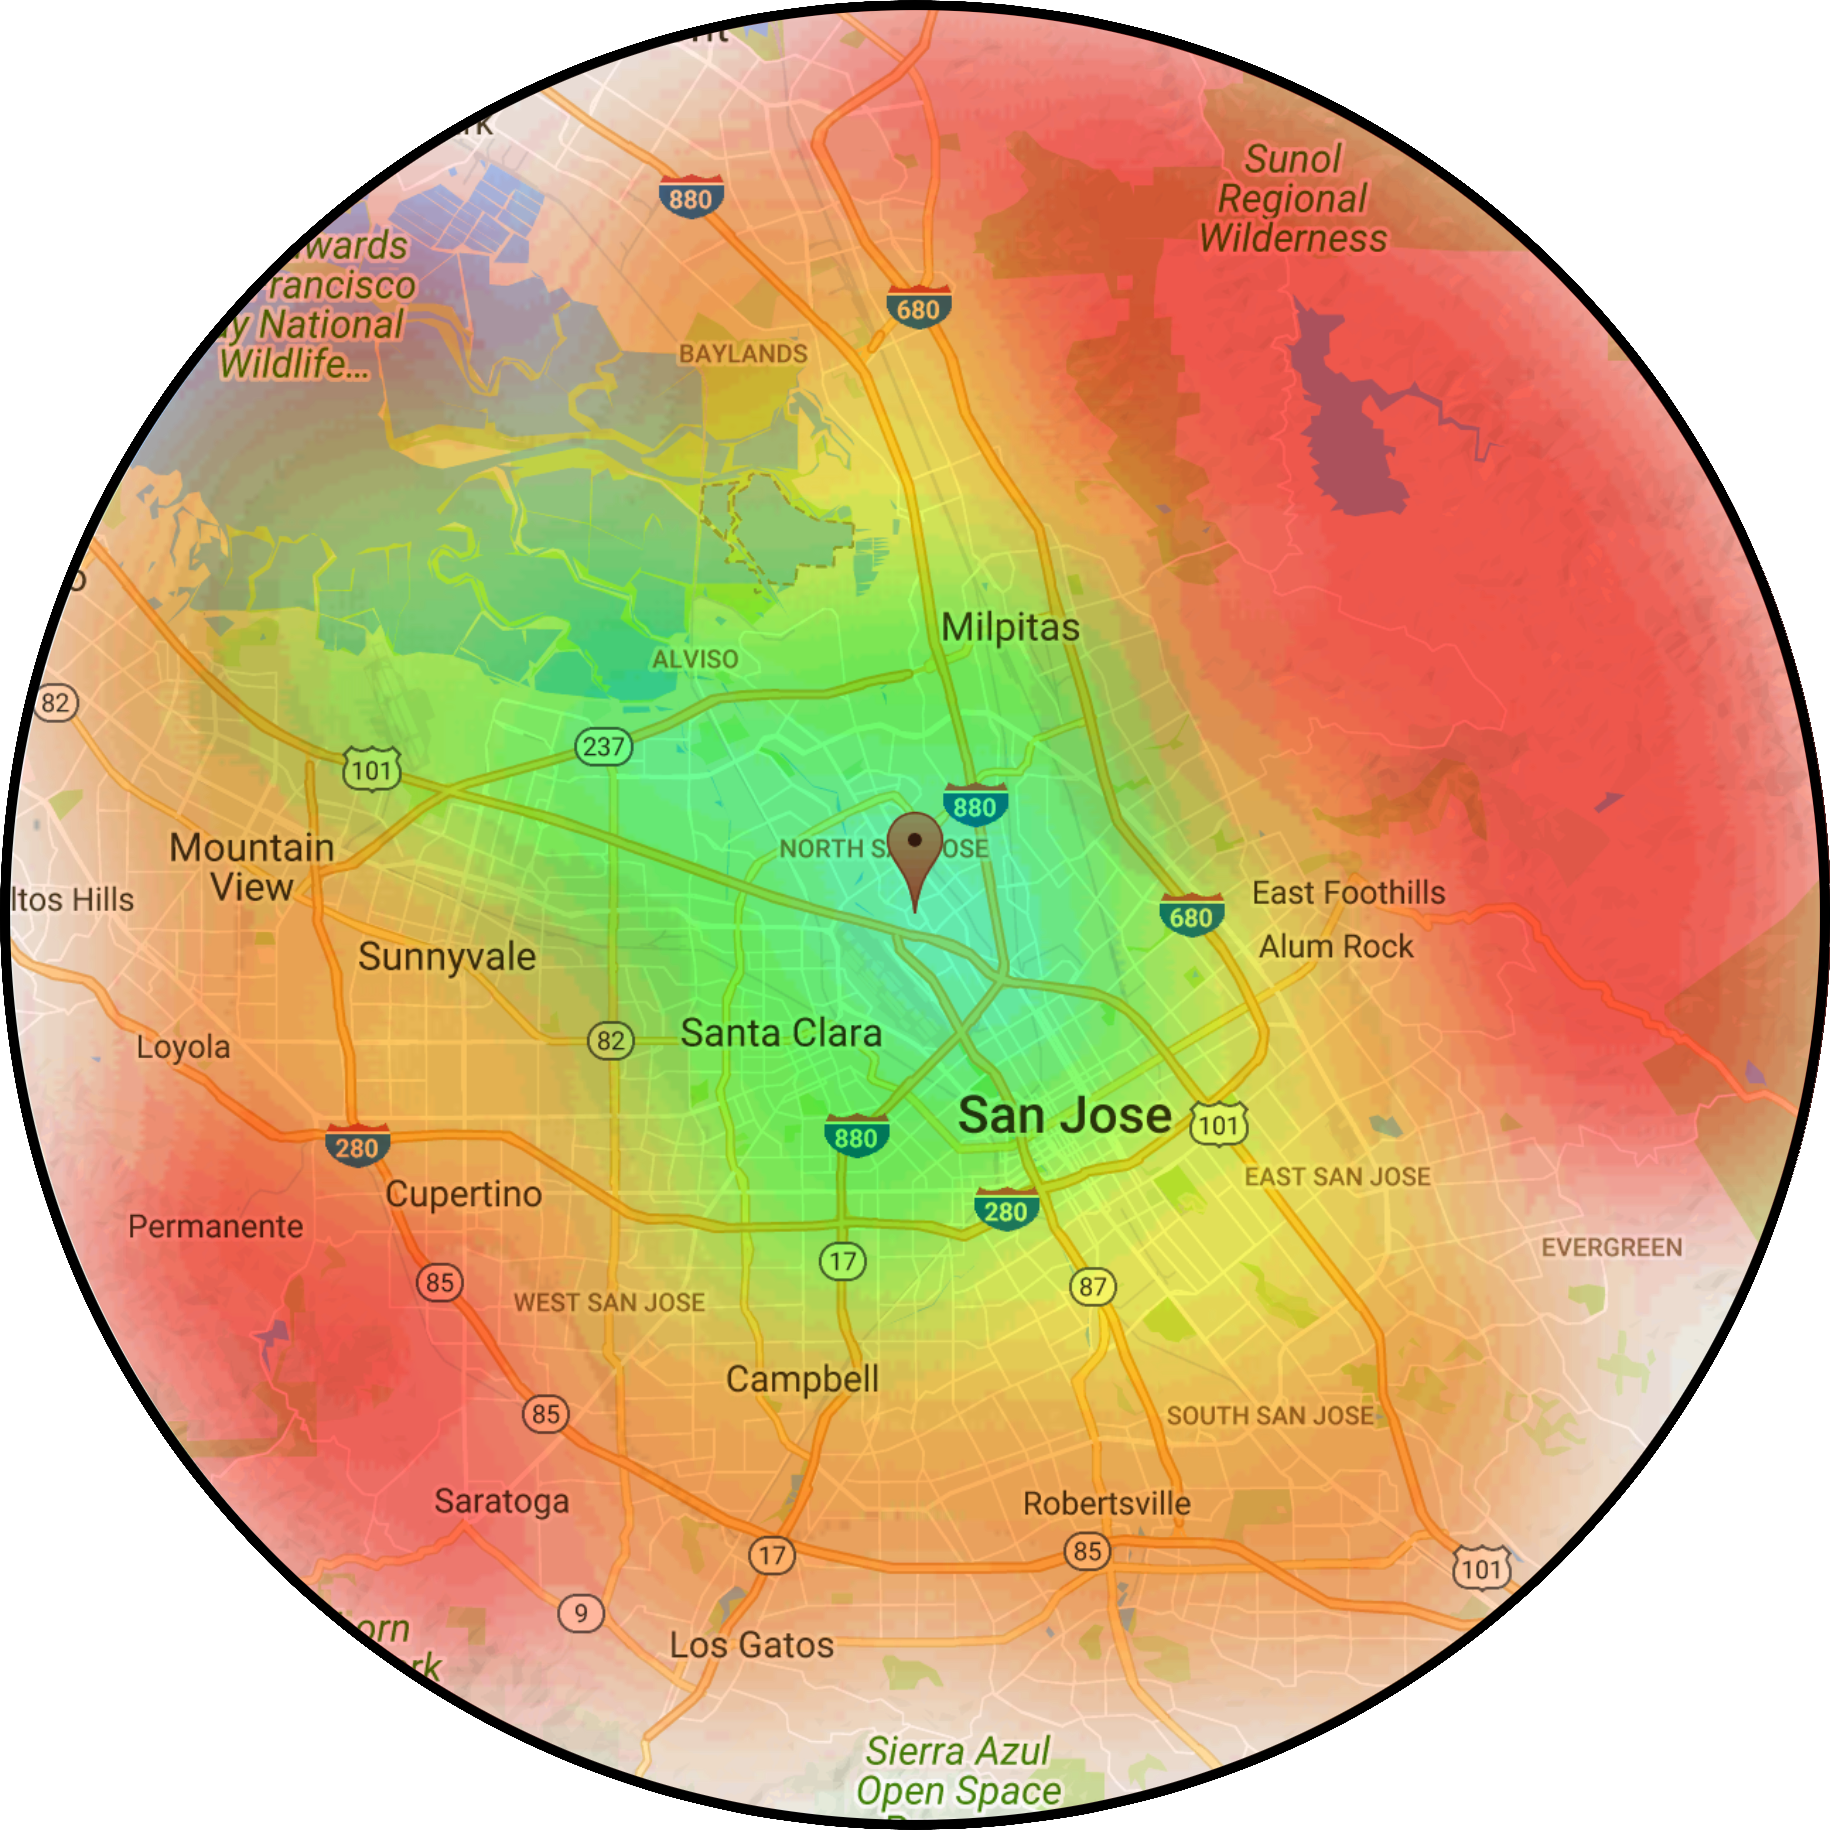 880
Sunol
Regional
Wilderness
wards
rancisco
y National
Wildlife...
680
BAYLANDS
Milpitas
ALVISO
82
237
101
880
NORTH S
OSE
Mountain
View
ltos Hills
East Foothills
680
Alum Rock
Sunnyvale
Santa Clara
82
Loyola
San Jose
101
880
280
EAST SAN JOSE
Cupertino
280
Permanente
EVERGREEN
17
85
87
WEST SAN JOSE
Campbell
85
SOUTH SAN JOSE
Saratoga
Robertsville
17
85
101
9
orn
rk
Los Gatos
Sierra Azul
Open Space